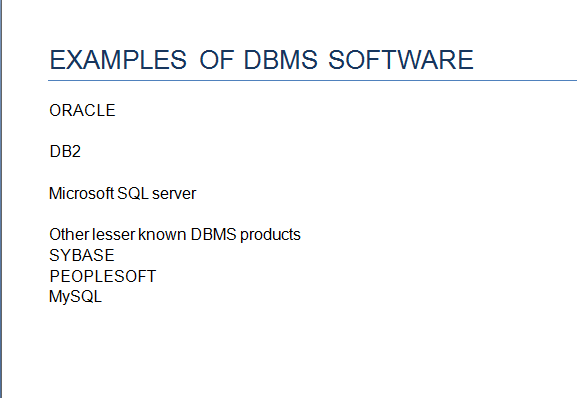 EXAMPLES OF DBMS SOFTWARE
ORACLE
DB2
Microsoft SQL server
Other lesser known DBMS products
SYBASE
PEOPLESOFT
MySQL